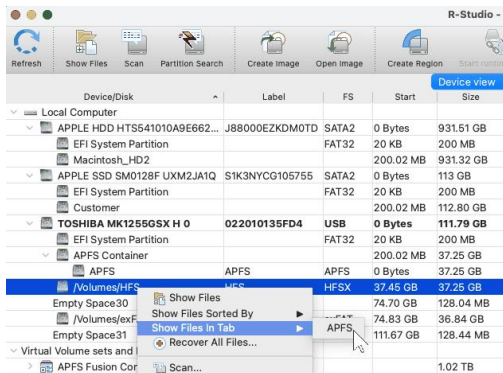 R-Studio -
Refresh Show Files Scan Partition Search Create Image Open Image Create Region Start runtim
Device view
Device/Disk Label FS Start Size
Local Computer
APPLE HDD HTS541010A9E662... J88000EZKDM0TD SATA2 0 Bytes 931.51 GB
EFI System Partition FAT32 20 KB 200 MB
Macintosh_HD2 200.02 MB 931.32 GB
APPLE SSD SM0128F UXM2JA1Q S1K3NYCG105755 SATA2 0 Bytes 113 GB
EFI System Partition FAT32 20 KB 200 MB
Customer 200.02 MB 112.80 GB
TOSHIBA MK1255GSX H 0 022010135FD4 USB 0 Bytes 111.79 GB
EFI System Partition FAT32 20 KB 200 MB
APFS Container 200.02 MB 37.25 GB
APFS APFS APFS 0 Bytes 37.25 GB
/Volumes/HFS HFS HFSX 37.45 GB 37.25 GB
Empty Space30 Show Files 74.70 GB 128.04 MB
/Volumes/exF Show Files Sorted By exFAT 74.83 GB 36.84 GB
Empty Space31 Show Files In Tab APFS 111.67 GB 128.44 MB
Virtual Volume sets and Recover All Files...
APFS Fusion Cor Scan... 1.02 TB